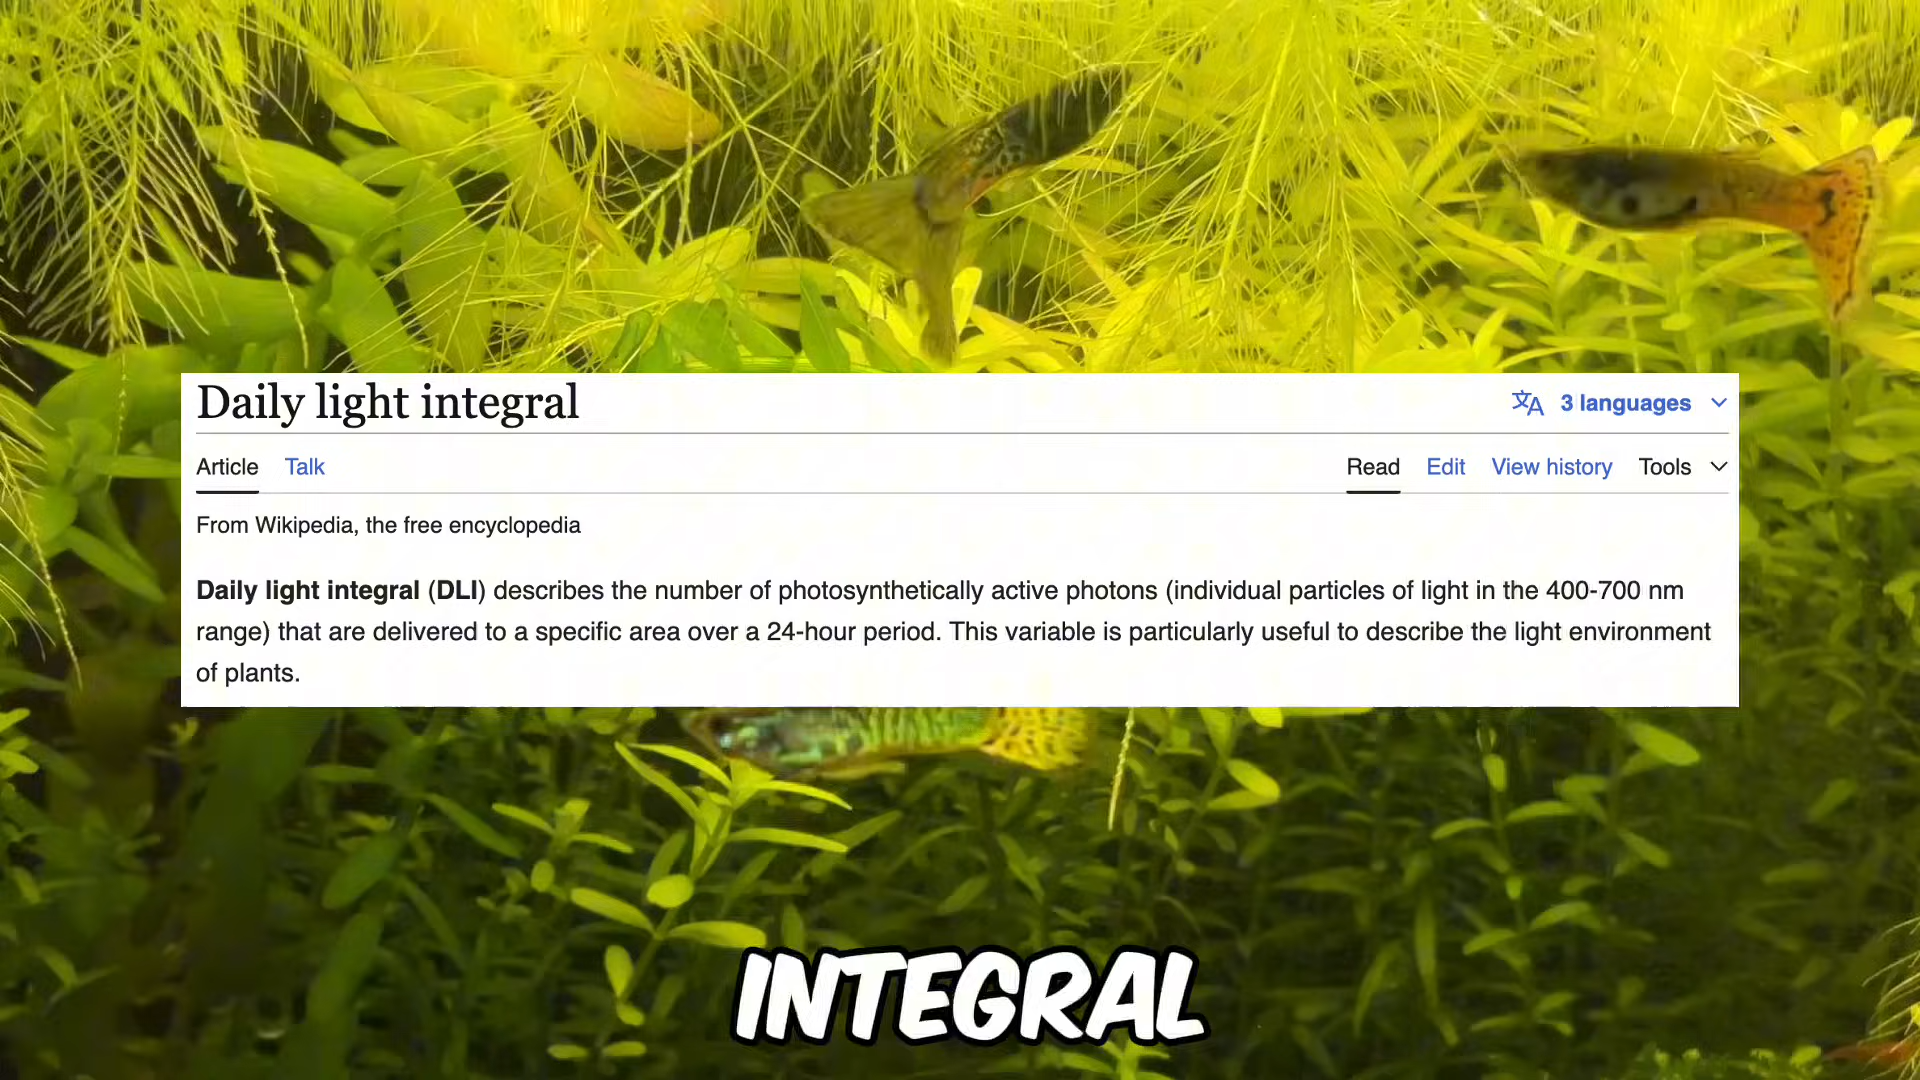 Daily light integral
文A 3 languages
Article Talk Read Edit View history Tools
From Wikipedia, the free encyclopedia
Daily light integral (DLI) describes the number of photosynthetically active photons (individual particles of light in the 400-700 nm
range) that are delivered to a specific area over a 24-hour period. This variable is particularly useful to describe the light environment
of plants.
INTEGRAL